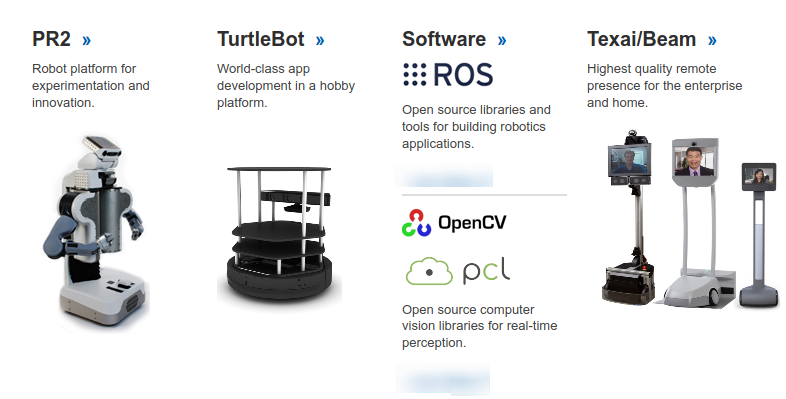 PR2 »
Robot platform for
experimentation and
innovation.
TurtleBot »
World-class app
development in a hobby
platform.
Software »
ROS
Open source libraries and
tools for building robotics
applications.
OpenCV
pcl
Open source computer
vision libraries for real-time
perception.
Texai/Beam »
Highest quality remote
presence for the enterprise
and home.